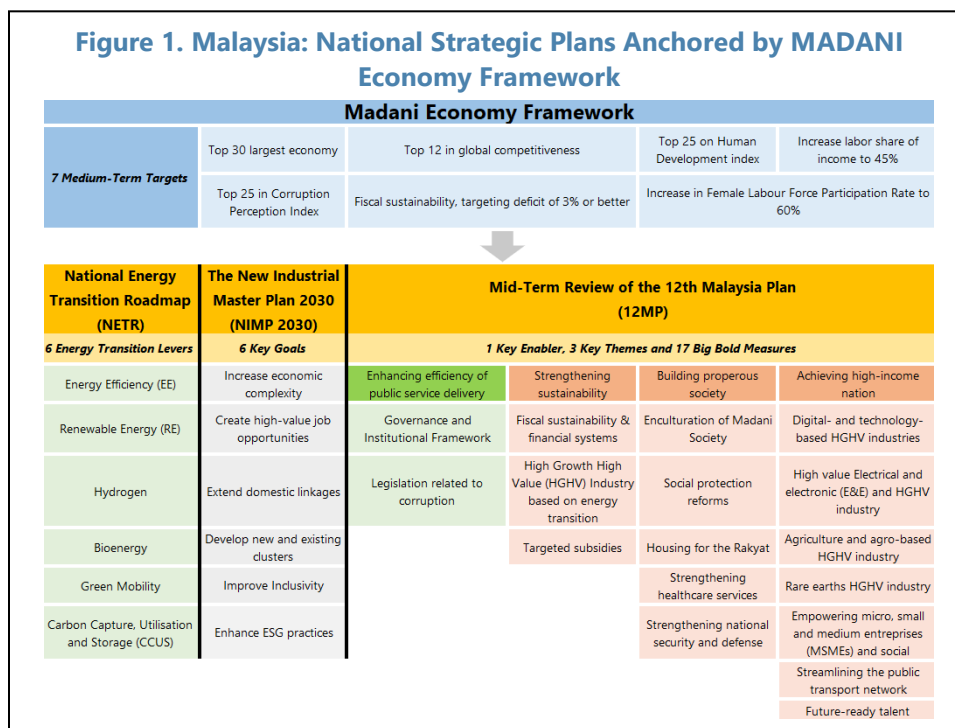 Figure 1. Malaysia: National Strategic Plans Anchored by MADANI
Economy Framework
Madani Economy Framework
7 Medium-Term Targets
Top 30 largest economy
Top 12 in global competitiveness
Top 25 on Human
Development index
Increase labor share of
income to 45%
Top 25 in Corruption
Perception Index
Fiscal sustainability, targeting deficit of 3% or better
Increase in Female Labour Force Participation Rate to
60%
National Energy
Transition Roadmap
(NETR)
The New Industrial
Master Plan 2030
(NIMP 2030)
Mid-Term Review of the 12th Malaysia Plan
(12MP)
6 Energy Transition Levers
6 Key Goals
1 Key Enabler, 3 Key Themes and 17 Big Bold Measures
Energy Efficiency (EE)
Increase economic
complexity
Enhancing efficiency of
public service delivery
Strengthening
sustainability
Building properous
society
Achieving high-income
nation
Renewable Energy (RE)
Create high-value job
opportunities
Governance and
Institutional Framework
Fiscal sustainability &
financial systems
Enculturation of Madani
Society
Digital- and technology-
based HGHV industries
Hydrogen
Extend domestic linkages
Legislation related to
corruption
High Growth High
Value (HGHV) Industry
based on energy
transition
Social protection
reforms
High value Electrical and
electronic (E&E) and HGHV
industry
Bioenergy
Develop new and existing
clusters
Targeted subsidies
Housing for the Rakyat
Agriculture and agro-based
HGHV industry
Green Mobility
Improve Inclusivity
Strengthening
healthcare services
Rare earths HGHV industry
Carbon Capture, Utilisation
and Storage (CCUS)
Enhance ESG practices
Strengthening national
security and defense
Empowering micro, small
and medium entreprises
(MSMEs) and social
Streamlining the public
transport network
Future-ready talent